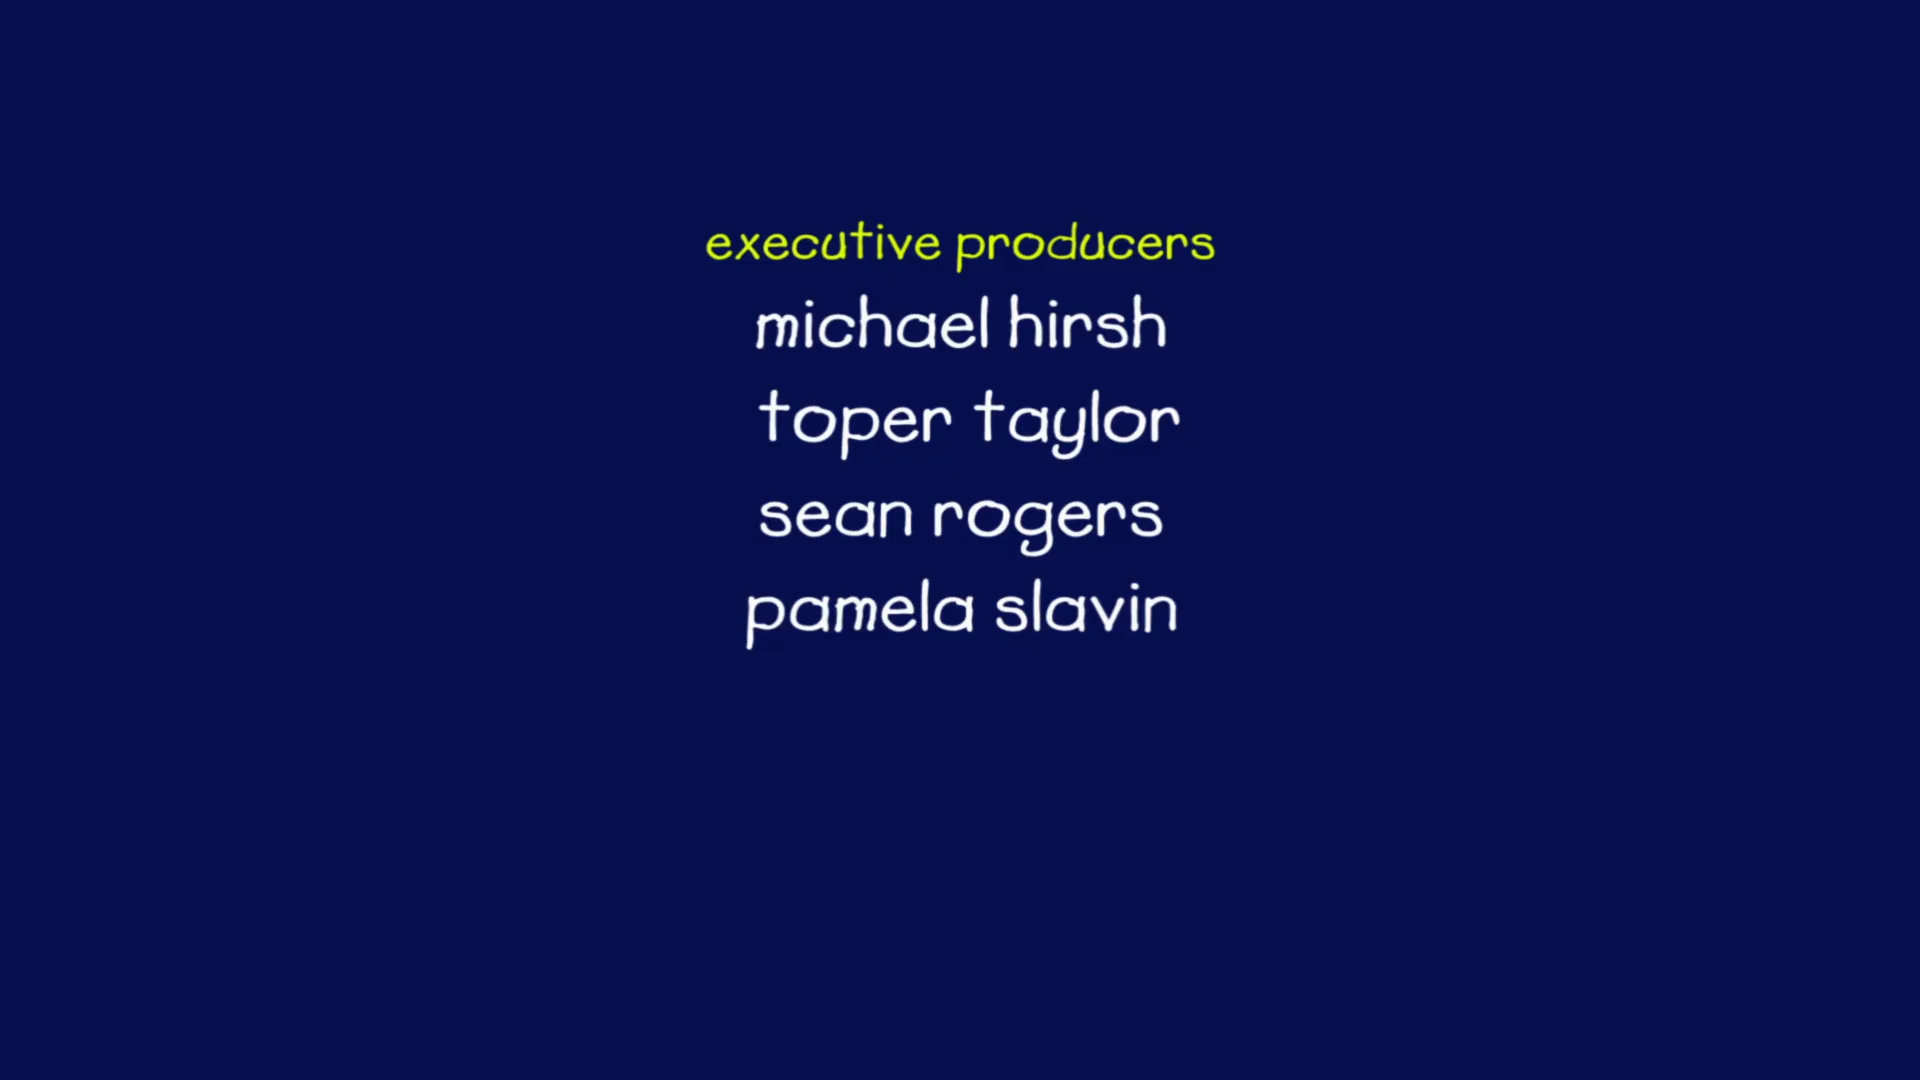 executive producers
michael hirsh
toper taylor
sean rogers
pamela slavin